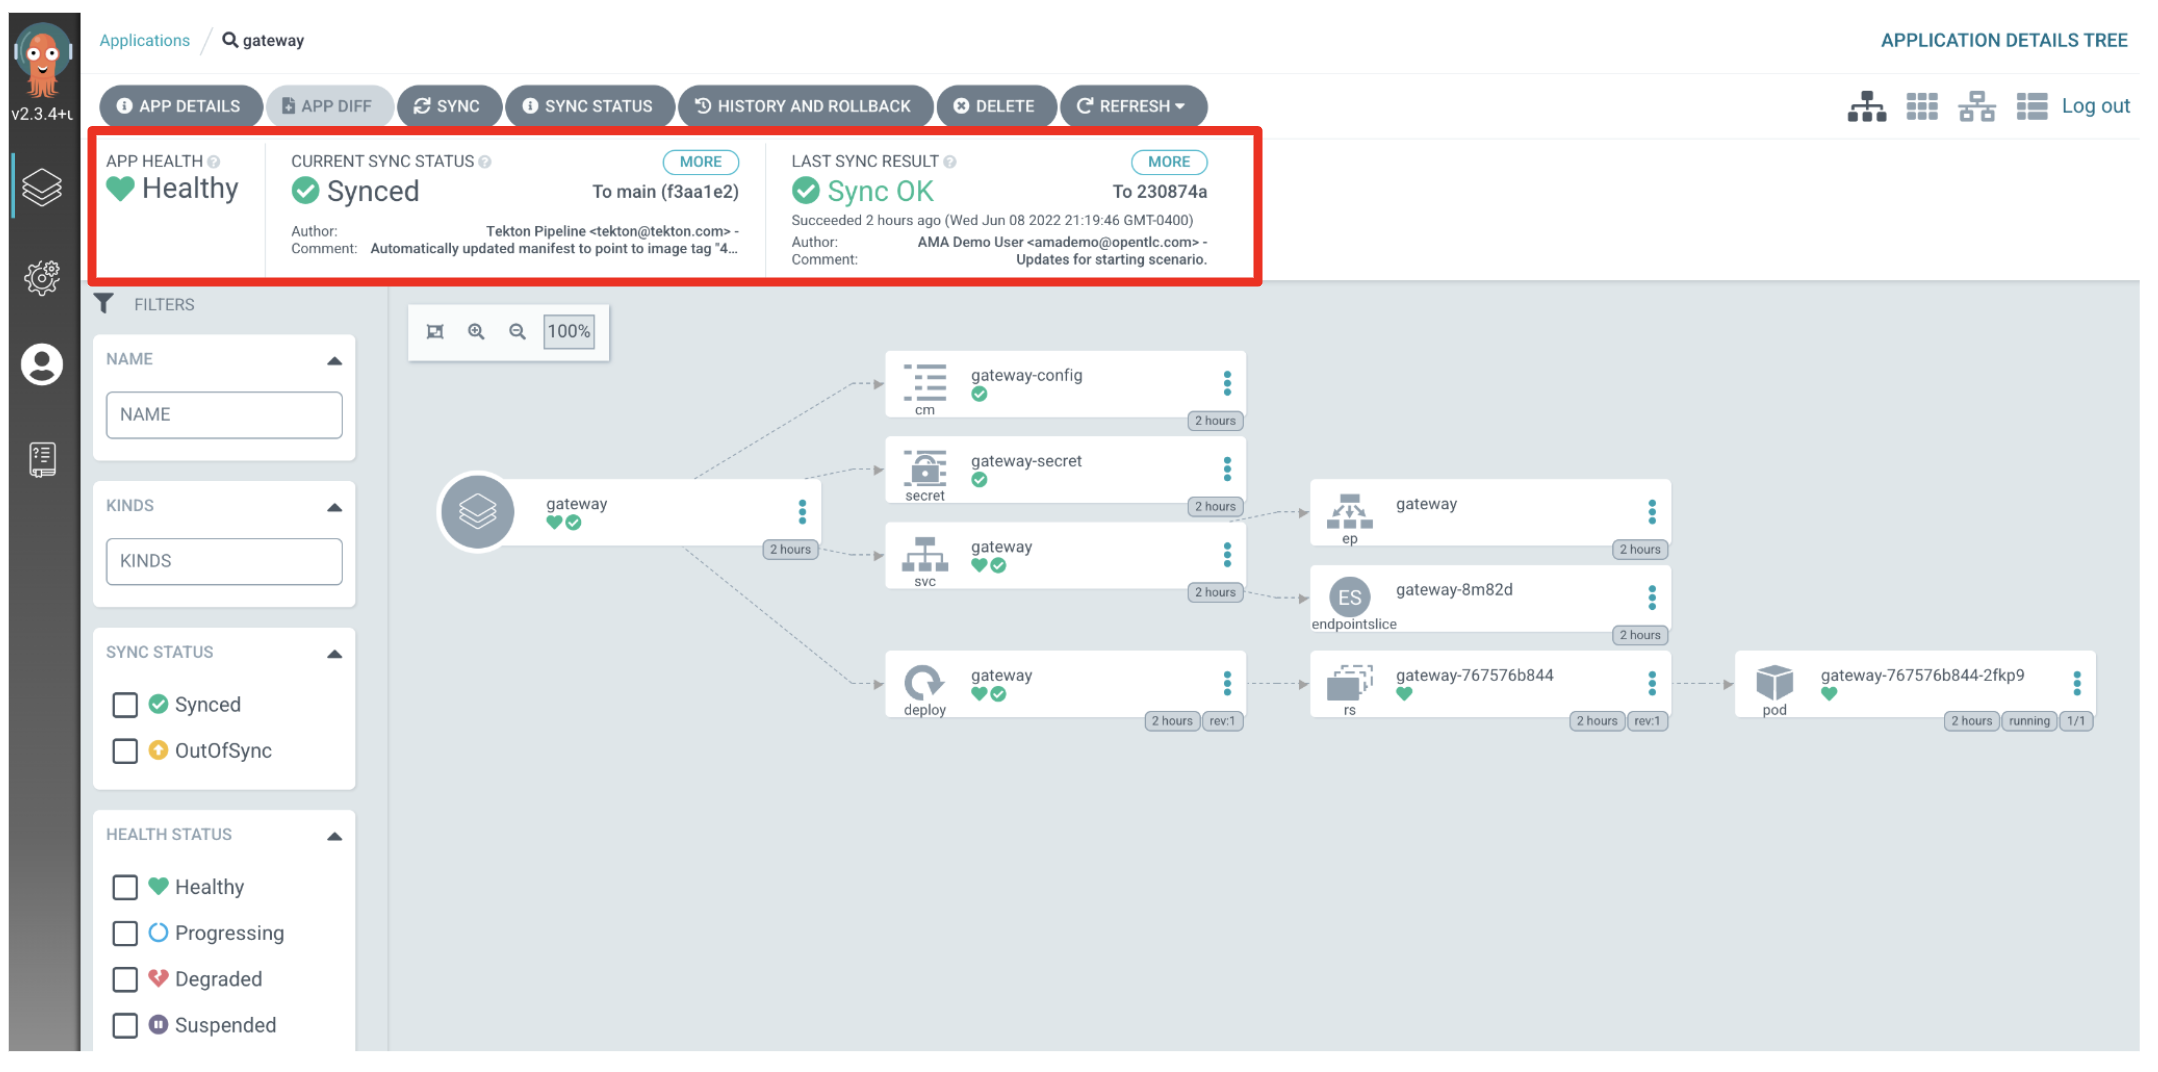 Applications / gateway
APPLICATION DETAILS TREE
v2.3.4+u
APP DETAILS
APP DIFF
SYNC
SYNC STATUS
HISTORY AND ROLLBACK
DELETE
REFRESH
Log out
APP HEALTH
Healthy
CURRENT SYNC STATUS
MORE
Synced
To main (f3aa1e2)
Author: Tekton Pipeline <tekton@tekton.com> -
Comment: Automatically updated manifest to point to image tag "4...
LAST SYNC RESULT
MORE
Sync OK
To 230874a
Succeeded 2 hours ago (Wed Jun 08 2022 21:19:46 GMT-0400)
Author: AMA Demo User <amademo@opentlc.com> -
Comment: Updates for starting scenario.
FILTERS
NAME
NAME
KINDS
KINDS
SYNC STATUS
Synced
OutOfSync
HEALTH STATUS
Healthy
Progressing
Degraded
Suspended
100%
gateway
2 hours
cm
gateway-config
2 hours
secret
gateway-secret
2 hours
svc
gateway
2 hours
deploy
gateway
2 hours
rev:1
ep
gateway
2 hours
ES
endpointslice
gateway-8m82d
2 hours
rs
gateway-767576b844
2 hours
rev:1
pod
gateway-767576b844-2fkp9
2 hours
running
1/1